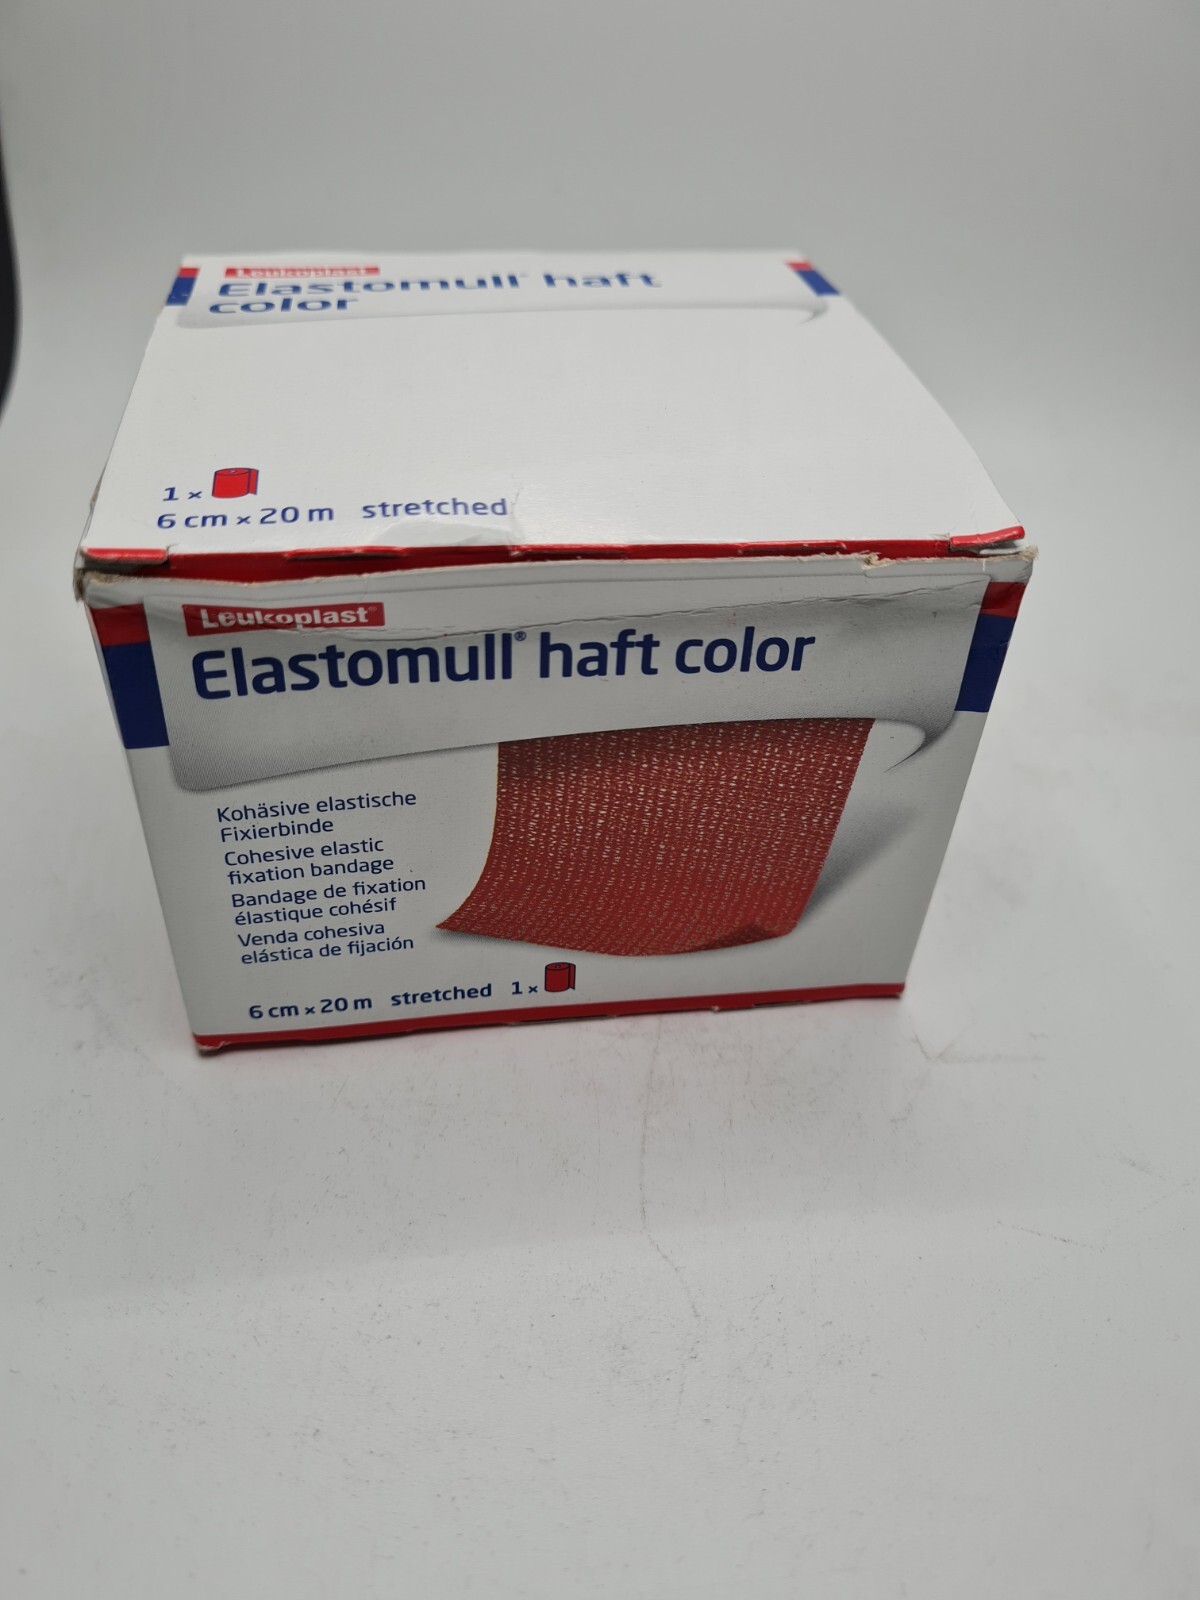 Leukoplast
Elastomull® haft
color
1 x
6 cm x 20 m stretched
Leukoplast®
Elastomull® haft color
Kohäsive elastische
Fixierbinde
Cohesive elastic
fixation bandage
Bandage de fixation
élastique cohésif
Venda cohesiva
elástica de fijación
6 cm x 20 m stretched 1 x